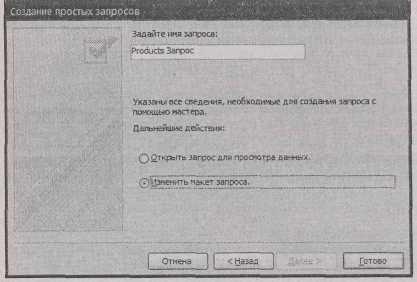 Создание простых запросов
Задайте имя запроса:
Products Запрос
Указаны все сведения, необходимые для создания запроса с
помощью мастера.
Дальнейшие действия:
Открыть запрос для просмотра данных.
Изменить макет запроса.
Отмена
< Назад
Далее >
Готово